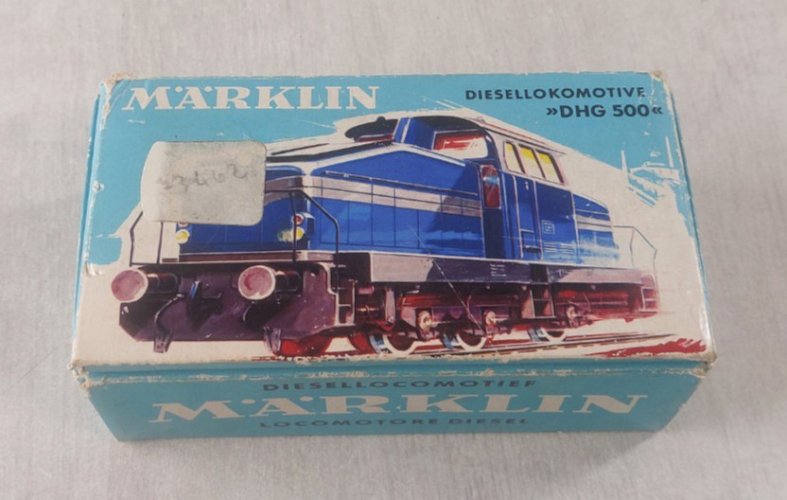 MÄRKLIN
DIESELLOKOMOTIVE
»DHG 500«
DIESELLOCOMOTIEF
MÄRKLIN
LOCOMOTORE DIESEL